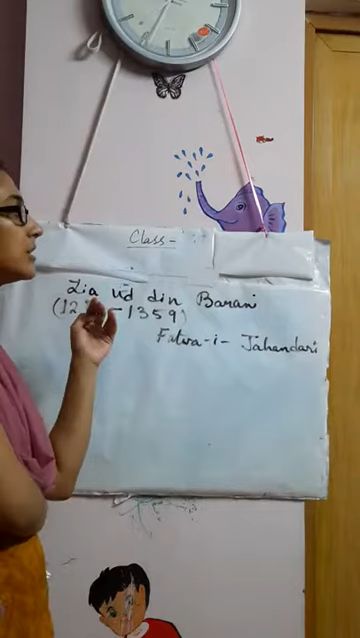 Class -
Zia ud din Barani
(12 - 1359)
Fatwa-i- Jahandari